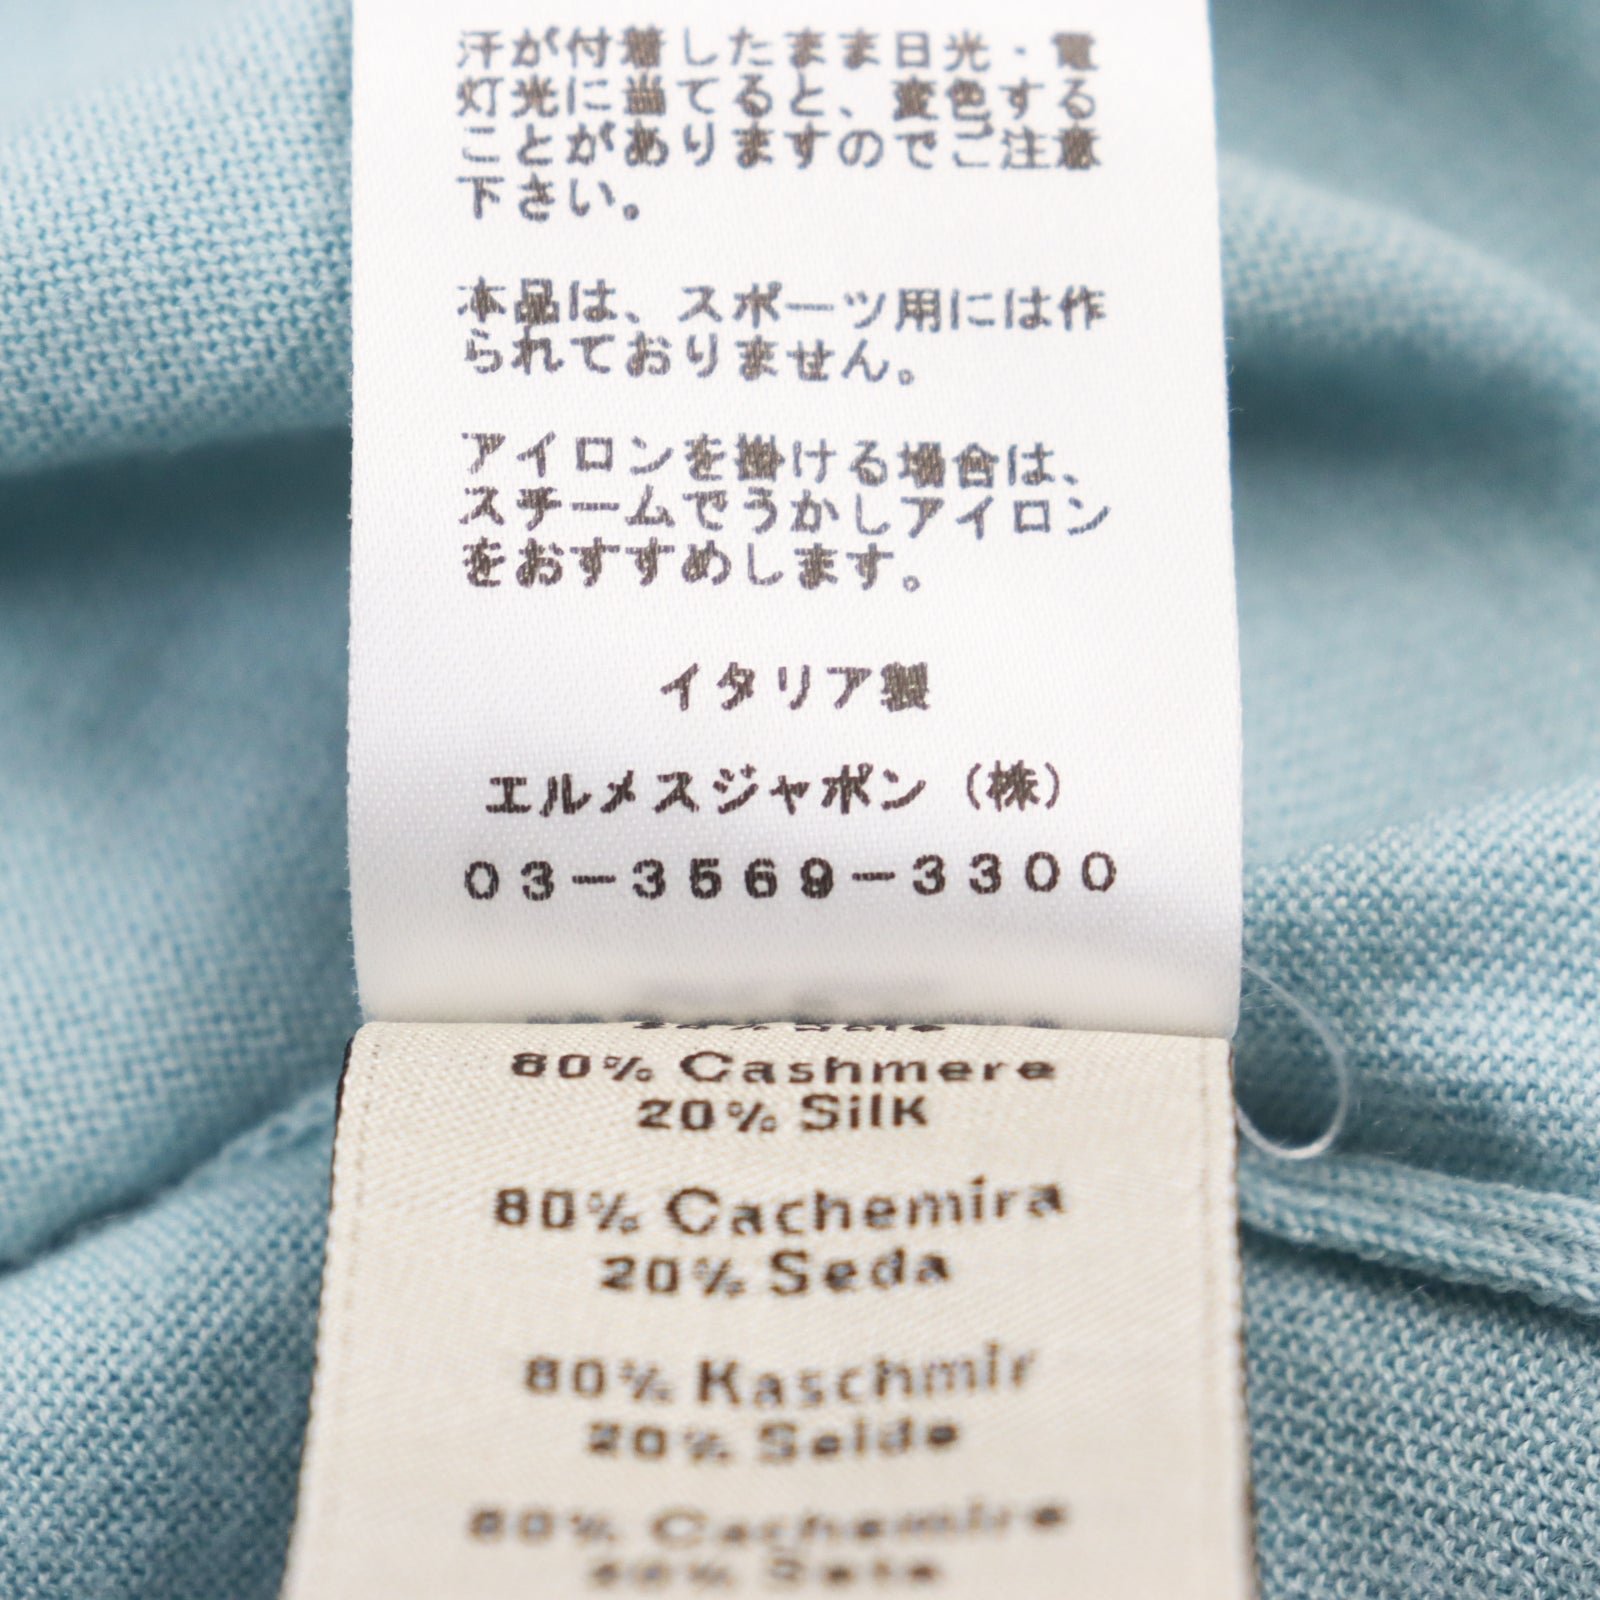 汗が付着したまま日光・電
灯光に当てると、変色する
ことがありますのでご注意
下さい。
本品は、スポーツ用には作
られておりません。
アイロンを掛ける場合は、
スチームでうかしアイロン
をおすすめします。
イタリア製
エルメスジャポン（株）
03-3569-3300
80% Cashmere
20% Silk
80% Cachemira
20% Seda
80% Kaschmir
20% Seide
80% Cachemire
20% Seta